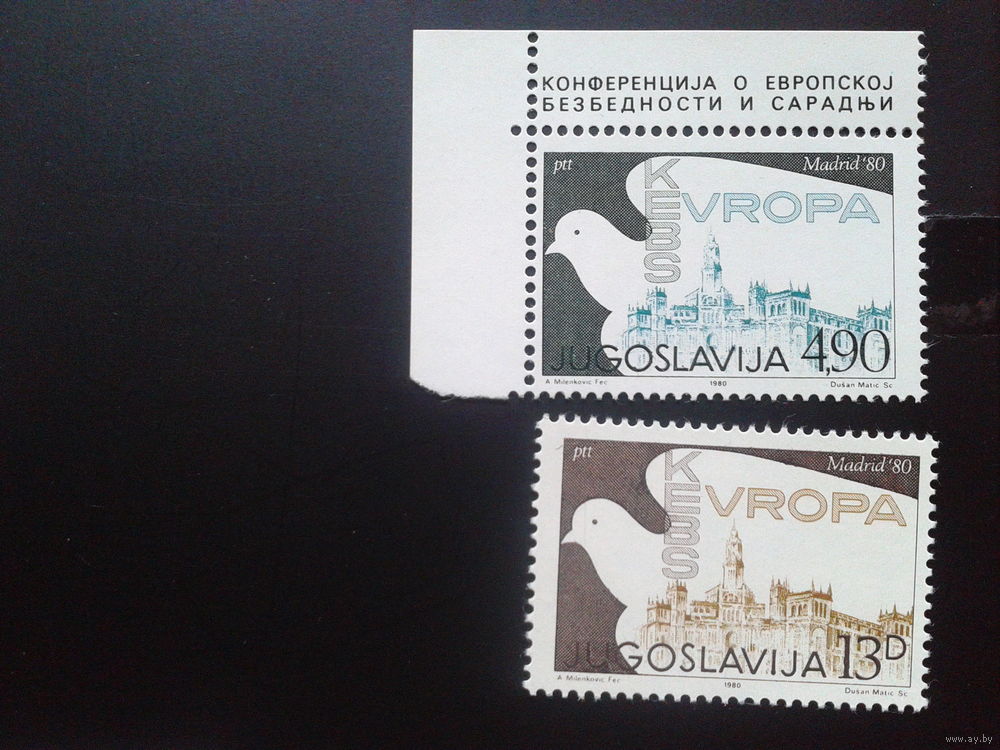 КОНФЕРЕНЦИЈА О ЕВРОПСКОЈ
БЕЗБЕДНОСТИ И САРАДЊИ
ptt
Madrid '80
KEBS
EVROPA
JUGOSLAVIJA 4,90
A Milenkovic Fec
1980
Dušan Matic Sc
ptt
Madrid '80
KEBS
EVROPA
JUGOSLAVIJA 13D
A Milenkovic Fec
1980
Dušan Matic Sc
www.ay.by